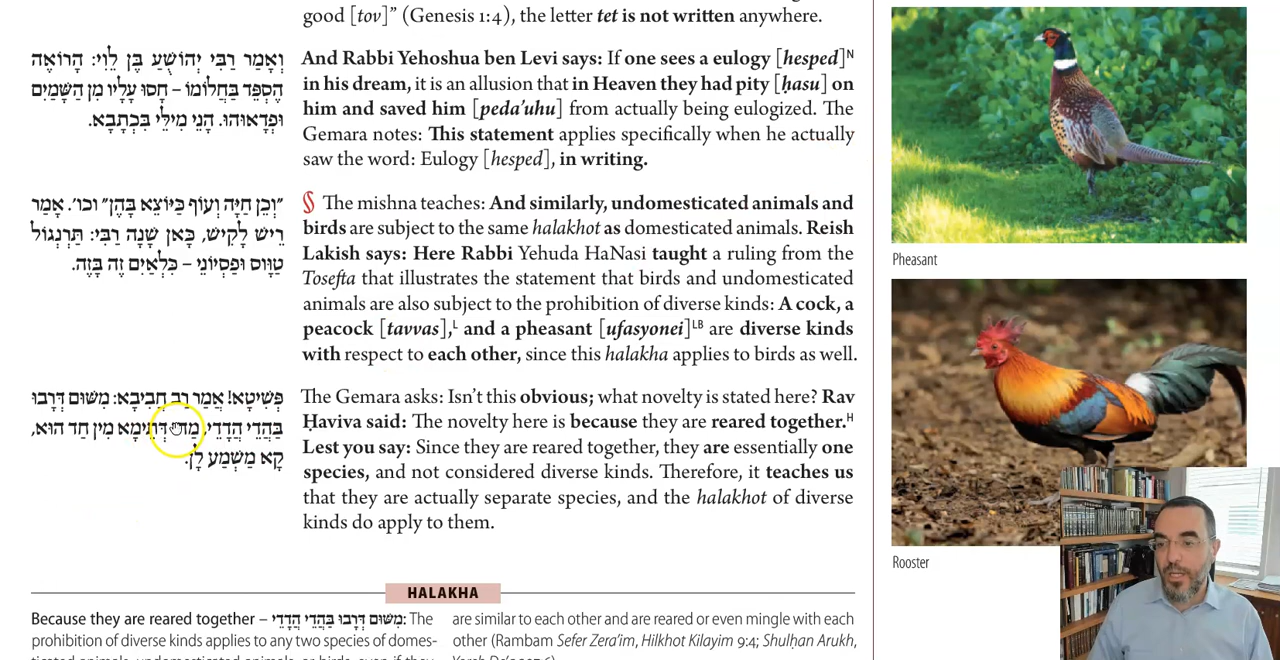 good [tov]” (Genesis 1:4), the letter tet is not written anywhere.
וְאָמַר רַבִּי יְהוֹשֻׁעַ בֶּן לֵוִי: הָרוֹאֶה
הֶסְפֵּד בַּחֲלוֹמוֹ – חָסוּ עָלָיו מִן הַשָּׁמַיִם
וּפְדָאוּהוּ. הָנֵי מִילֵּי בִּכְתָבָא.
And Rabbi Yehoshua ben Levi says: If one sees a eulogy [hesped]N
in his dream, it is an allusion that in Heaven they had pity [ḥasu] on
him and saved him [peda’uhu] from actually being eulogized. The
Gemara notes: This statement applies specifically when he actually
saw the word: Eulogy [hesped], in writing.
״וְכֵן חַיָּה וְעוֹף כַּיּוֹצֵא בָּהֶן״ וכו׳. אָמַר
רֵישׁ לָקִישׁ, כָּאן שָׁנָה רַבִּי: תַּרְנְגוֹל
טַוָּוס וּפַסְיוֹנֵי – כִּלְאַיִם זֶה בָּזֶה.
§ The mishna teaches: And similarly, undomesticated animals and
birds are subject to the same halakhot as domesticated animals. Reish
Lakish says: Here Rabbi Yehuda HaNasi taught a ruling from the
Tosefta that illustrates the statement that birds and undomesticated
animals are also subject to the prohibition of diverse kinds: A cock, a
peacock [tavvas],L and a pheasant [ufasyonei]LB are diverse kinds
with respect to each other, since this halakha applies to birds as well.
פְּשִׁיטָא! אֲמַר רַב חֲבִיבָא: מִשּׁוּם דְּרָבוּ
בַּהֲדֵי הֲדָדֵי, מַהוּ דְּתֵימָא מִין חַד הוּא,
קָא מַשְׁמַע לָן.
The Gemara asks: Isn’t this obvious; what novelty is stated here? Rav
Ḥaviva said: The novelty here is because they are reared together.H
Lest you say: Since they are reared together, they are essentially one
species, and not considered diverse kinds. Therefore, it teaches us
that they are actually separate species, and the halakhot of diverse
kinds do apply to them.
Pheasant
Rooster
HALAKHA
Because they are reared together – מִשּׁוּם דְּרָבוּ בַּהֲדֵי הֲדָדֵי: The
prohibition of diverse kinds applies to any two species of domes-
ticated animals, undomesticated animals, or birds, even if they
are similar to each other and are reared or even mingle with each
other (Rambam Sefer Zera’im, Hilkhot Kilayim 9:4; Shulḥan Arukh,